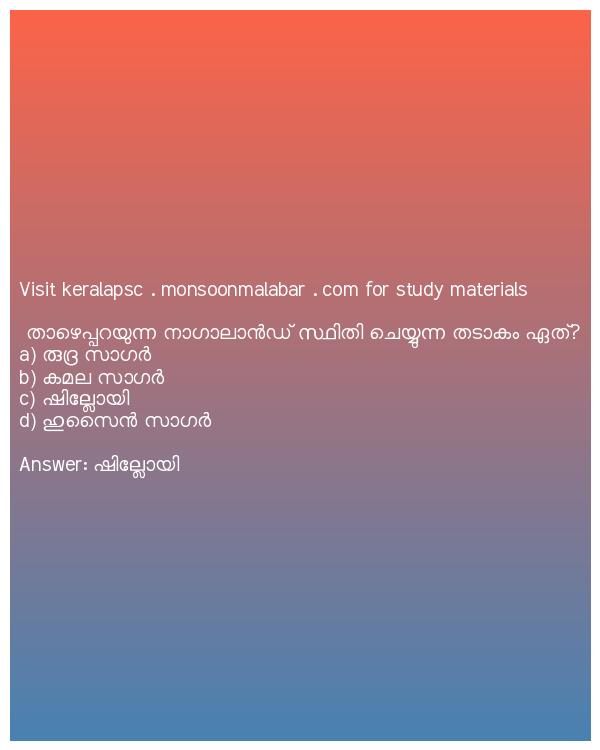 Visit keralapsc . monsoonmalabar . com for study materials
താഴെപ്പറയുന്ന നാഗാലാൻഡ് സ്ഥിതി ചെയ്യുന്ന തടാകം ഏത്?
a) രുദ്ര സാഗർ
b) കമല സാഗർ
c) ഷില്ലോയി
d) ഹുസൈൻ സാഗർ
Answer: ഷില്ലോയി